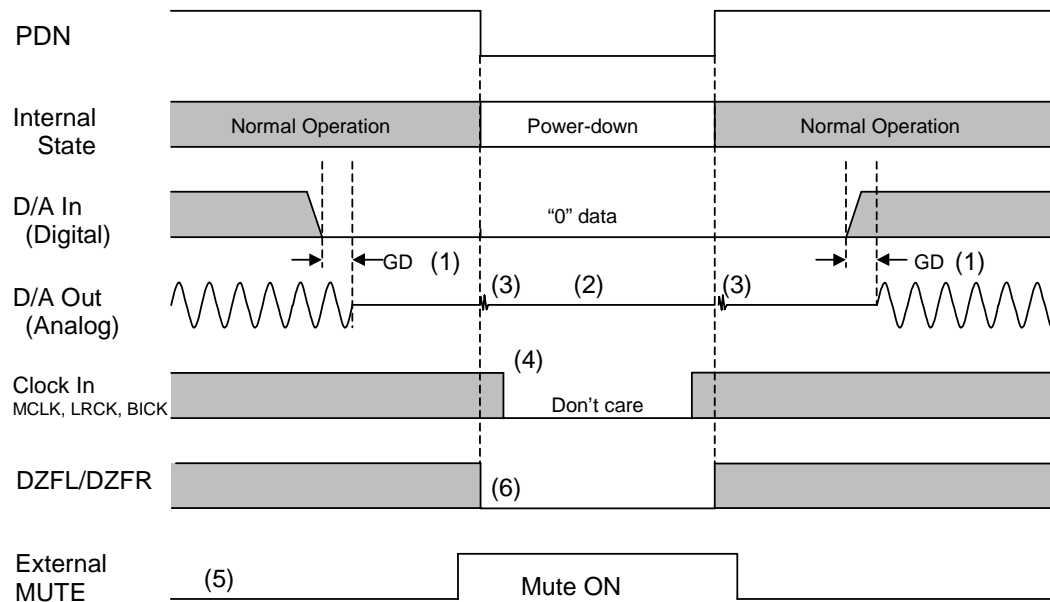 PDN
Internal
State
Normal Operation
Power-down
Normal Operation
D/A In
(Digital)
“0” data
GD (1)
GD (1)
D/A Out
(Analog)
(3)
(2)
(3)
Clock In
MCLK, LRCK, BICK
(4)
Don’t care
DZFL/DZFR
(6)
External
MUTE
(5)
Mute ON